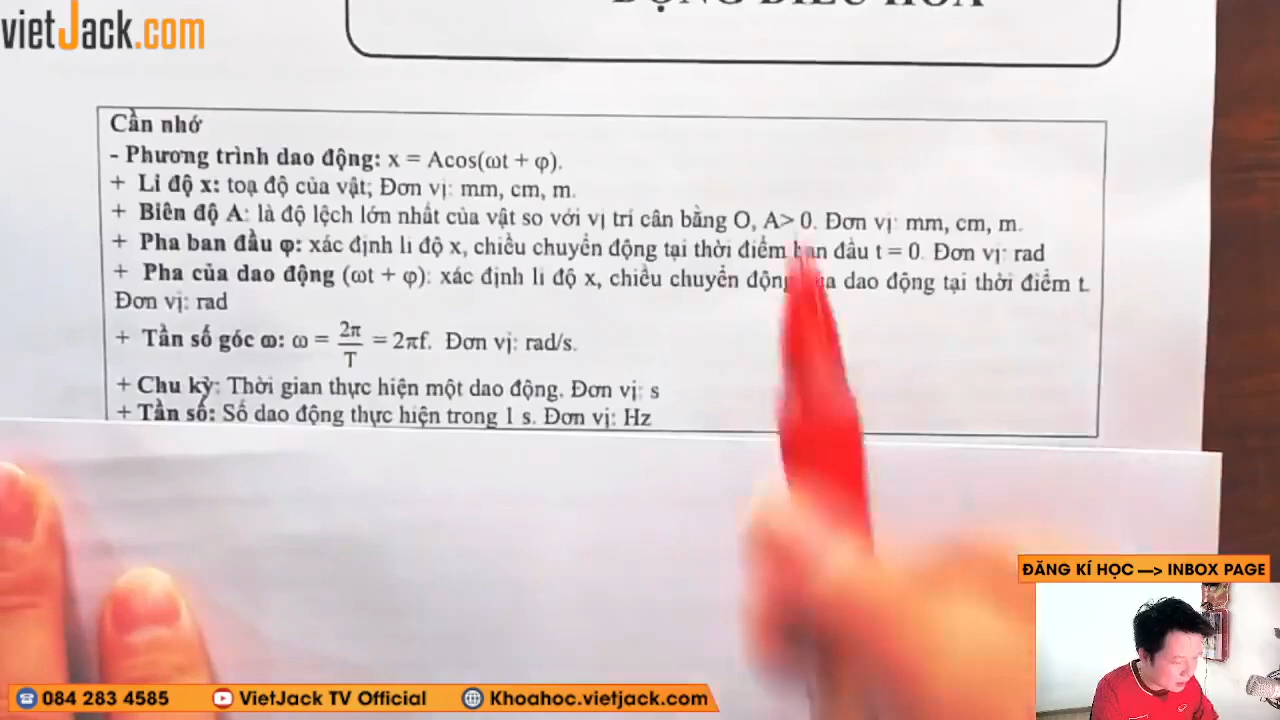 vietJack.com
ĐỘNG ĐIỀU HOÀ
Cần nhớ
- Phương trình dao động: x = Acos(ωt + φ).
+ Li độ x: toạ độ của vật; Đơn vị: mm, cm, m.
+ Biên độ A: là độ lệch lớn nhất của vật so với vị trí cân bằng O, A> 0. Đơn vị: mm, cm, m.
+ Pha ban đầu φ: xác định li độ x, chiều chuyển động tại thời điểm ban đầu t = 0. Đơn vị: rad
+ Pha của dao động (ωt + φ): xác định li độ x, chiều chuyển động của dao động tại thời điểm t.
Đơn vị: rad
+ Tần số góc ω: ω = 2π/T = 2πf. Đơn vị: rad/s.
+ Chu kỳ: Thời gian thực hiện một dao động. Đơn vị: s
+ Tần số: Số dao động thực hiện trong 1 s. Đơn vị: Hz
ĐĂNG KÍ HỌC —> INBOX PAGE
084 283 4585 VietJack TV Official Khoahoc.vietjack.com